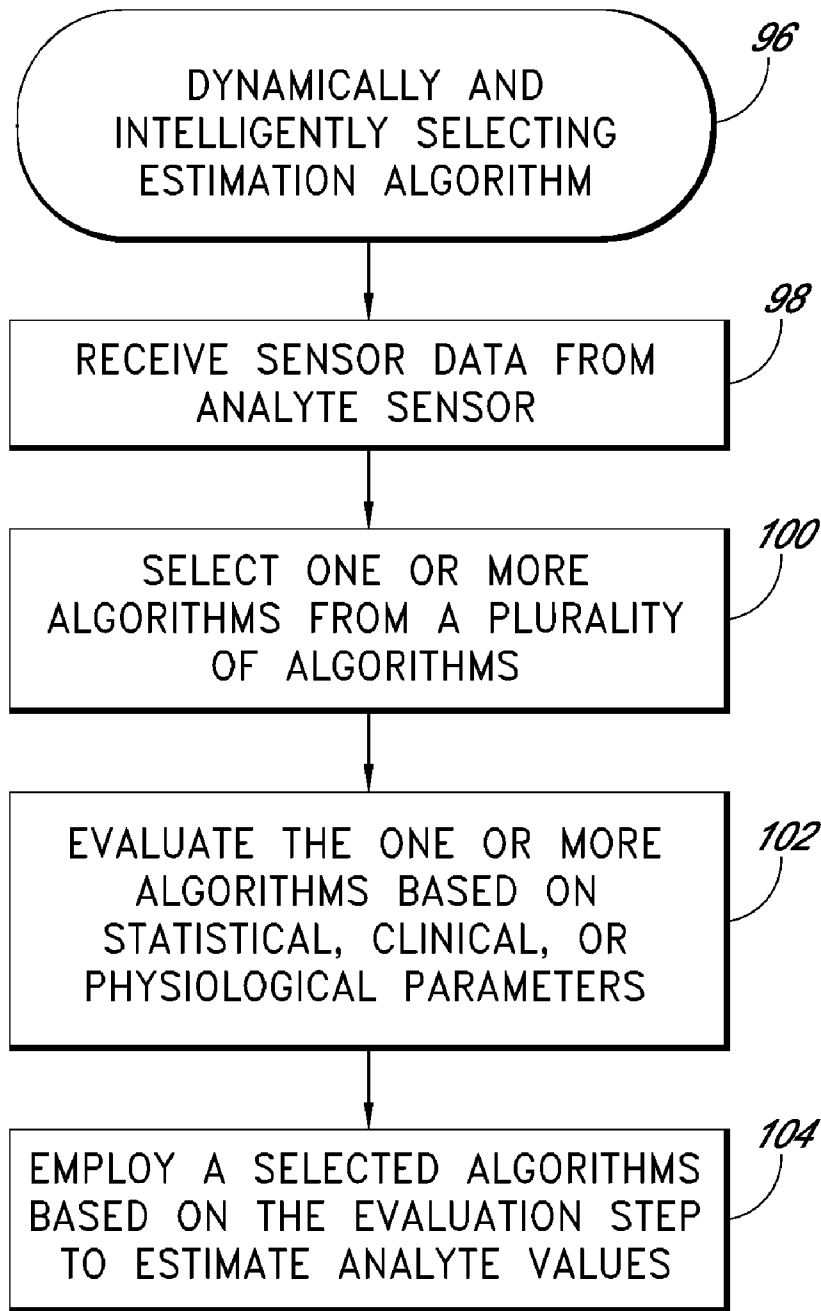 DYNAMICALLY AND
INTELLIGENTLY SELECTING
ESTIMATION ALGORITHM
96
RECEIVE SENSOR DATA FROM
ANALYTE SENSOR
98
SELECT ONE OR MORE
ALGORITHMS FROM A PLURALITY
OF ALGORITHMS
100
EVALUATE THE ONE OR MORE
ALGORITHMS BASED ON
STATISTICAL, CLINICAL, OR
PHYSIOLOGICAL PARAMETERS
102
EMPLOY A SELECTED ALGORITHMS
BASED ON THE EVALUATION STEP
TO ESTIMATE ANALYTE VALUES
104